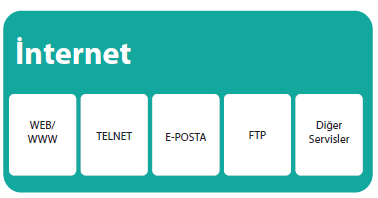 İnternet
WEB/
WWW
TELNET
E-POSTA
FTP
Diğer
Servisler